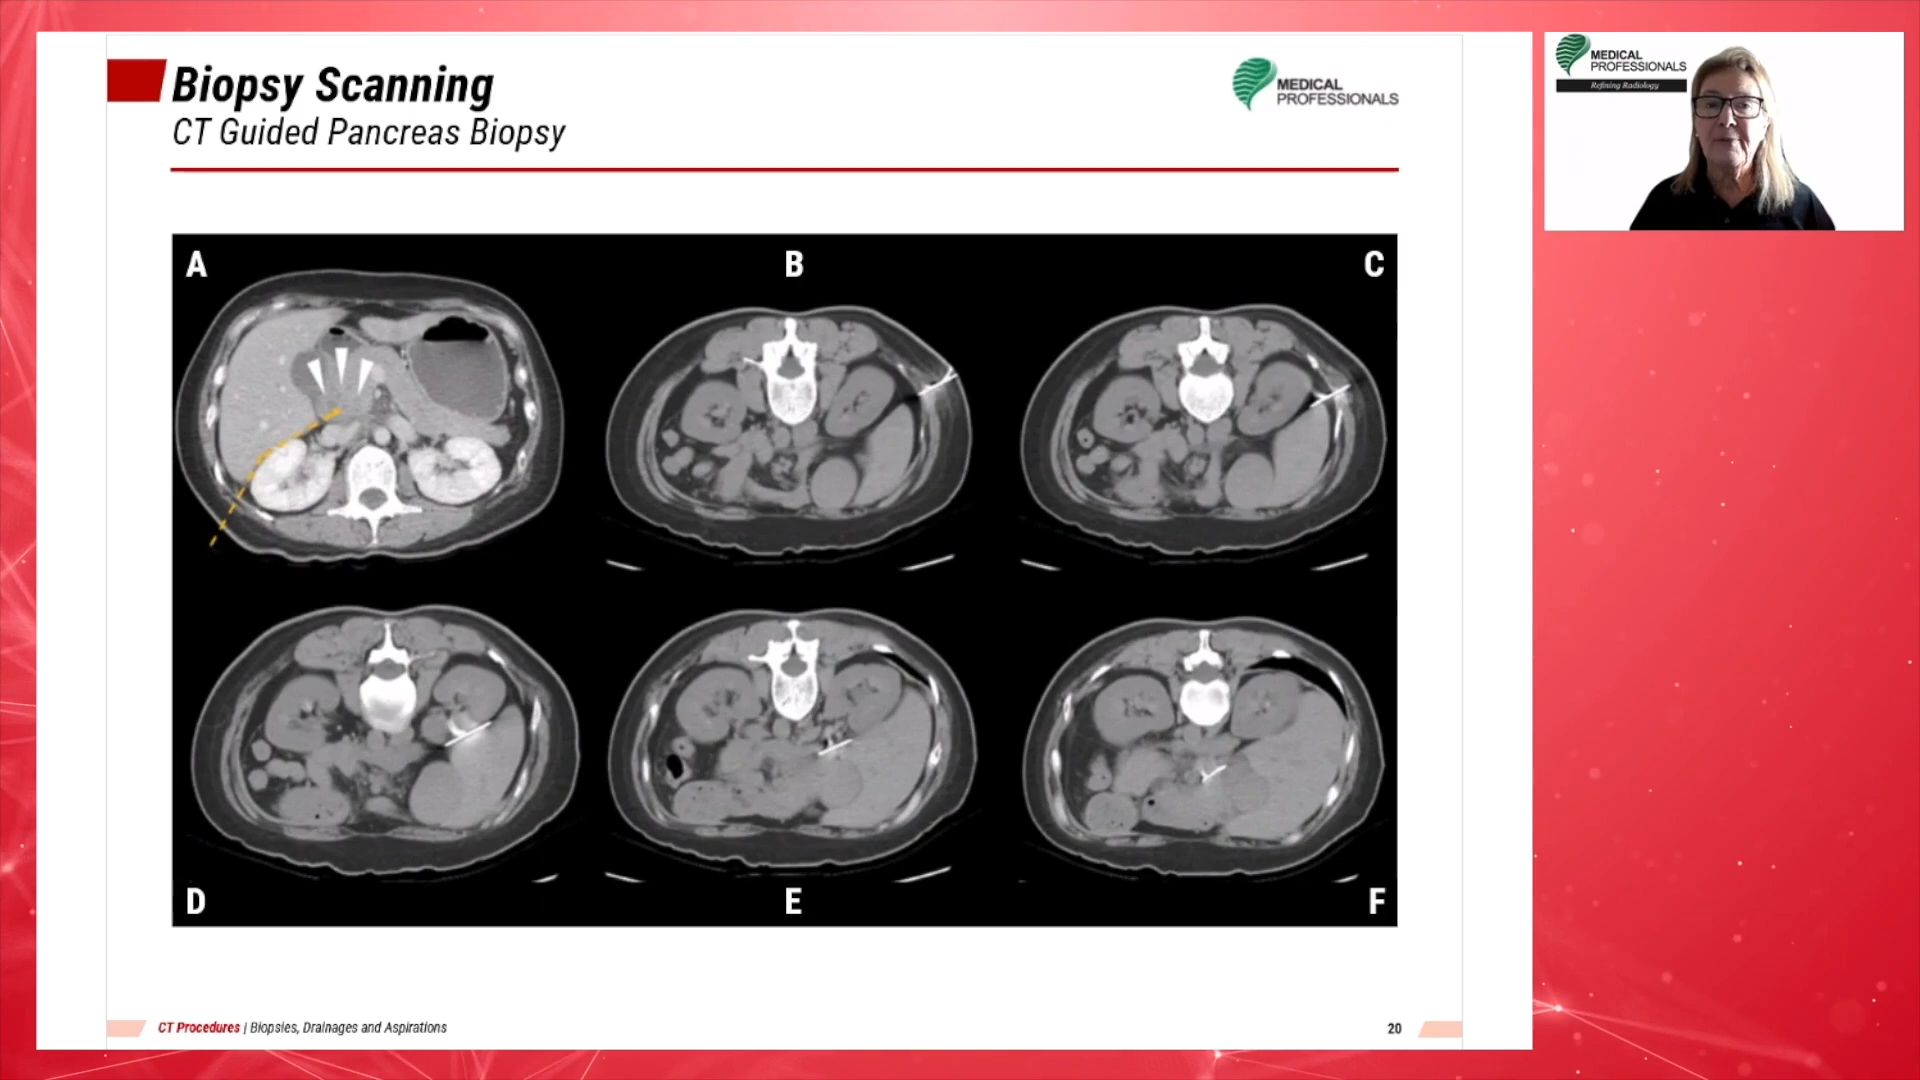 Biopsy Scanning
CT Guided Pancreas Biopsy
MEDICAL
PROFESSIONALS
A
B
C
D
E
F
CT Procedures | Biopsies, Drainages and Aspirations
20
MEDICAL
PROFESSIONALS
Refining Radiology